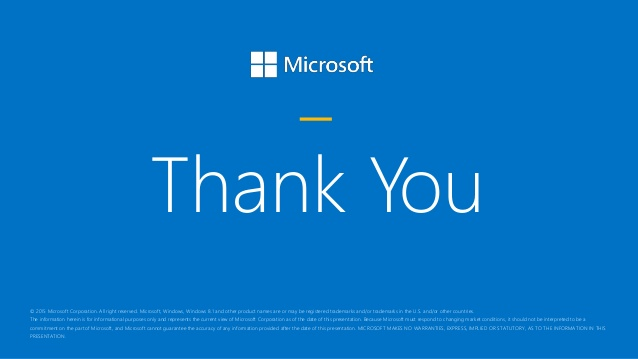 Microsoft
Thank You
© 2015 Microsoft Corporation. All right reserved. Microsoft, Windows, Windows 8.1 and other product names are or may be registered trademarks and/or trademarks in the U.S. and/or other countries.
The information herein is for informational purposes only and represents the current view of Microsoft Corporation as of the date of this presentation. Because Microsoft must respond to changing market conditions, it should not be interpreted to be a
commitment on the part of Microsoft, and Microsoft cannot guarantee the accuracy of any information provided after the date of this presentation. MICROSOFT MAKES NO WARRANTIES, EXPRESS, IMPLIED OR STATUTORY, AS TO THE INFORMATION IN THIS
PRESENTATION.